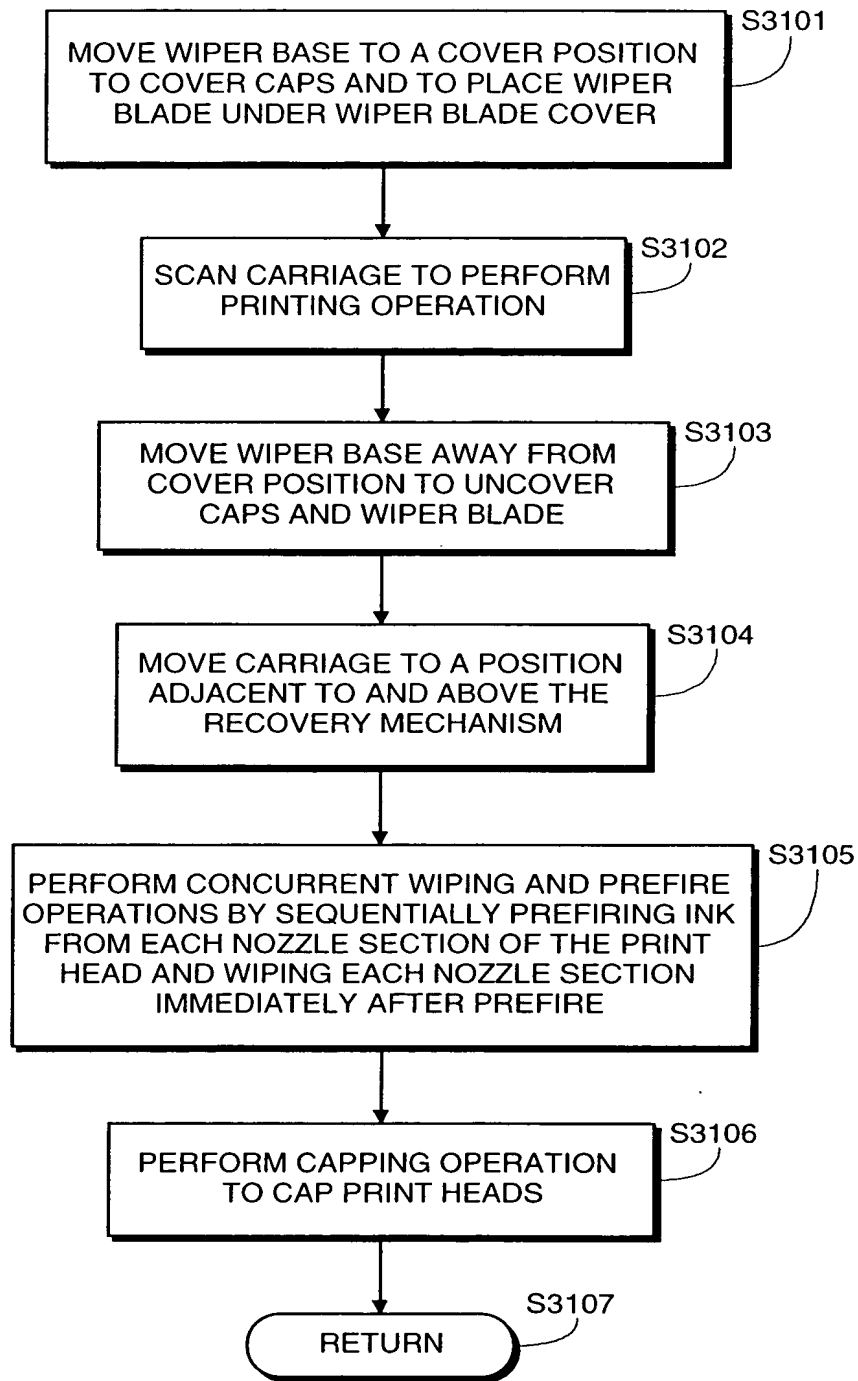 S3101
MOVE WIPER BASE TO A COVER POSITION
TO COVER CAPS AND TO PLACE WIPER
BLADE UNDER WIPER BLADE COVER
S3102
SCAN CARRIAGE TO PERFORM
PRINTING OPERATION
S3103
MOVE WIPER BASE AWAY FROM
COVER POSITION TO UNCOVER
CAPS AND WIPER BLADE
S3104
MOVE CARRIAGE TO A POSITION
ADJACENT TO AND ABOVE THE
RECOVERY MECHANISM
S3105
PERFORM CONCURRENT WIPING AND PREFIRE
OPERATIONS BY SEQUENTIALLY PREFIRING INK
FROM EACH NOZZLE SECTION OF THE PRINT
HEAD AND WIPING EACH NOZZLE SECTION
IMMEDIATELY AFTER PREFIRE
S3106
PERFORM CAPPING OPERATION
TO CAP PRINT HEADS
S3107
RETURN